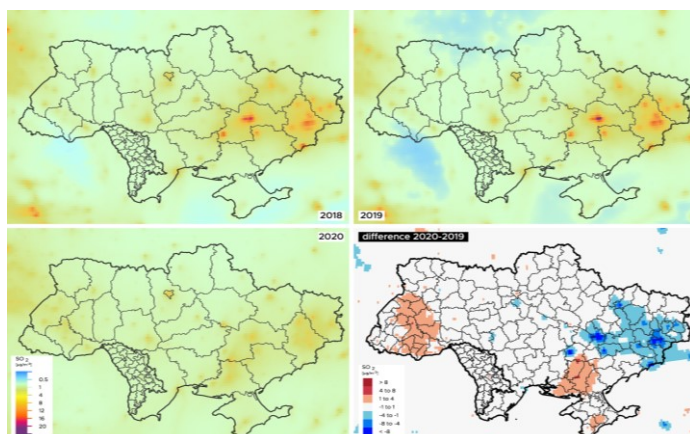 2018
2019
2020
difference 2020-2019
SO₂
0.5
1
4
8
12
16
20
SO₂
> 8
4 to 8
1 to 4
-1 to 1
-4 to -1
-8 to -4
< -8